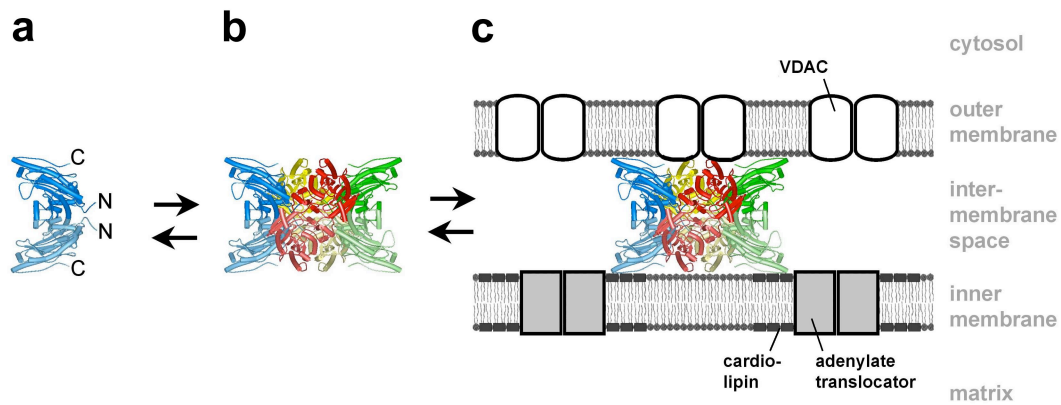 a
b
c
cytosol
VDAC
outer
membrane
C
N
N
C
inter-
membrane
space
inner
membrane
cardio-
lipin
adenylate
translocator
matrix